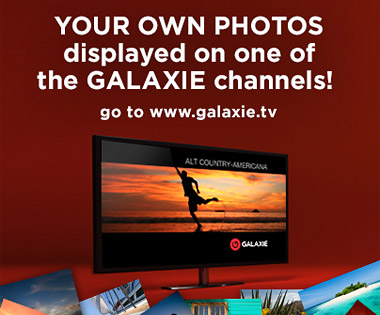 YOUR OWN PHOTOS
displayed on one of
the GALAXIE channels!
go to www.galaxie.tv
ALT COUNTRY-AMERICANA
GALAXIE